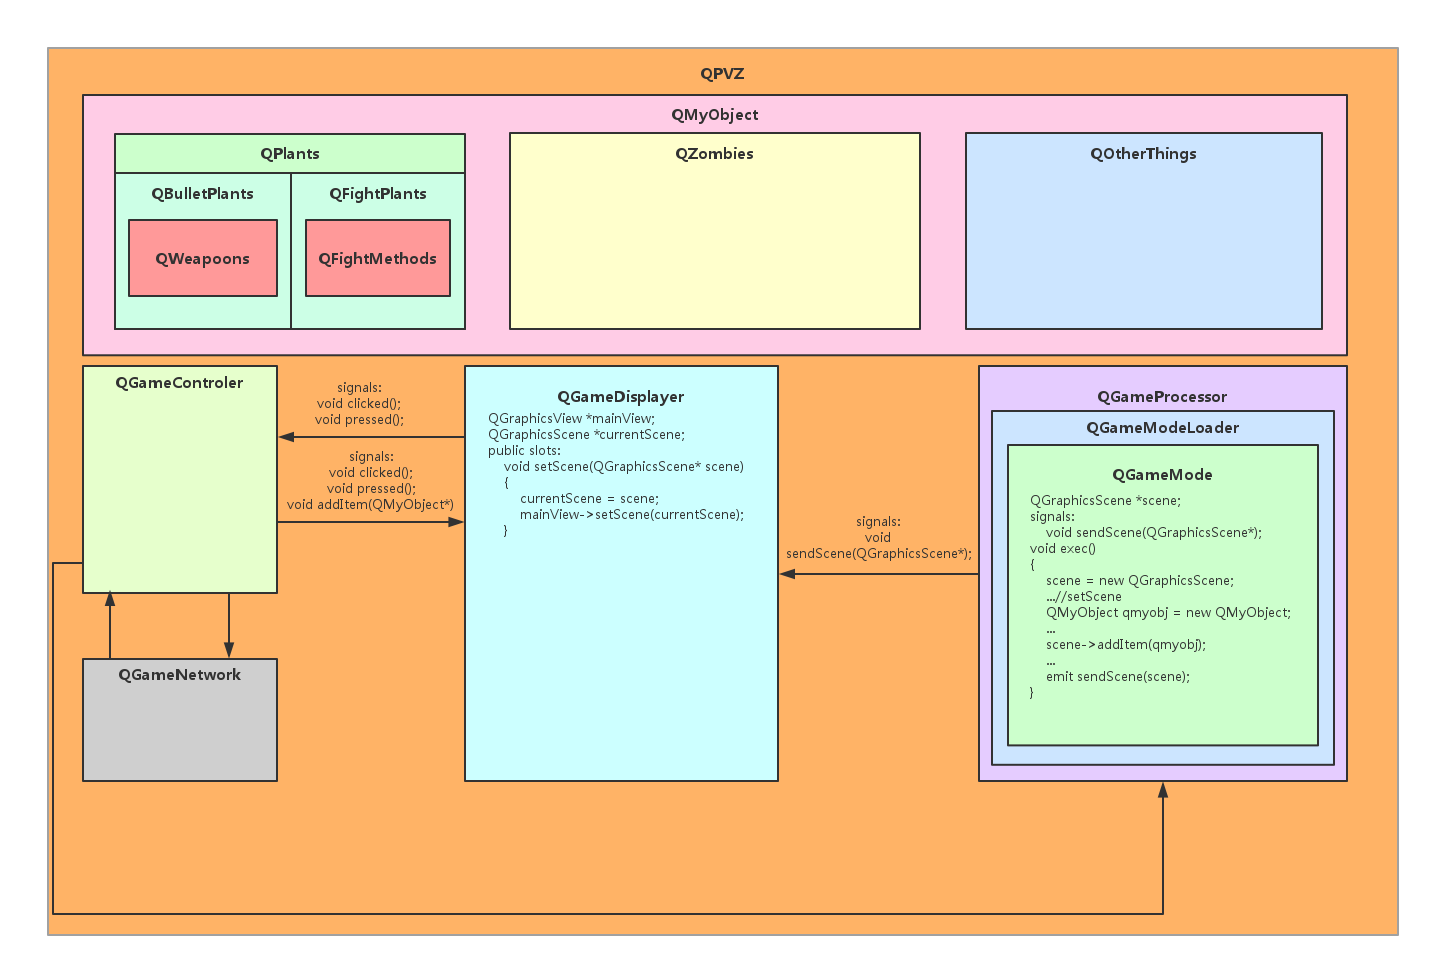 QPVZ
QMyObject
QPlants
QZombies
QOtherThings
QBulletPlants
QFightPlants
QWeapoons
QFightMethods
QGameControler
signals:
void clicked();
void pressed();
signals:
void clicked();
void pressed();
void addItem(QMyObject*)
QGameNetwork
QGameDisplayer
QGraphicsView *mainView;
QGraphicsScene *currentScene;
public slots:
void setScene(QGraphicsScene* scene)
{
currentScene = scene;
mainView->setScene(currentScene);
}
signals:
void
sendScene(QGraphicsScene*);
QGameProcessor
QGameModeLoader
QGameMode
QGraphicsScene *scene;
signals:
void sendScene(QGraphicsScene*);
void exec()
{
scene = new QGraphicsScene;
...//setScene
QMyObject qmyobj = new QMyObject;
...
scene->addItem(qmyobj);
...
emit sendScene(scene);
}